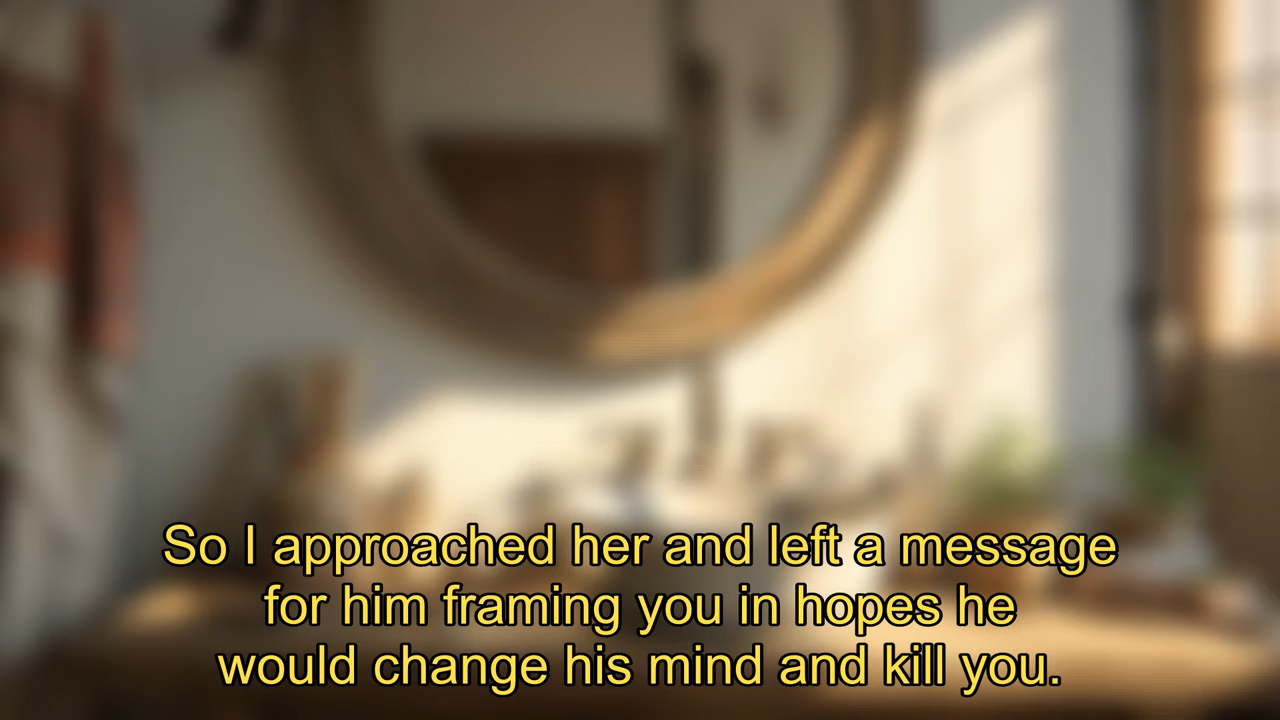 So I approached her and left a message
for him framing you in hopes he
would change his mind and kill you.